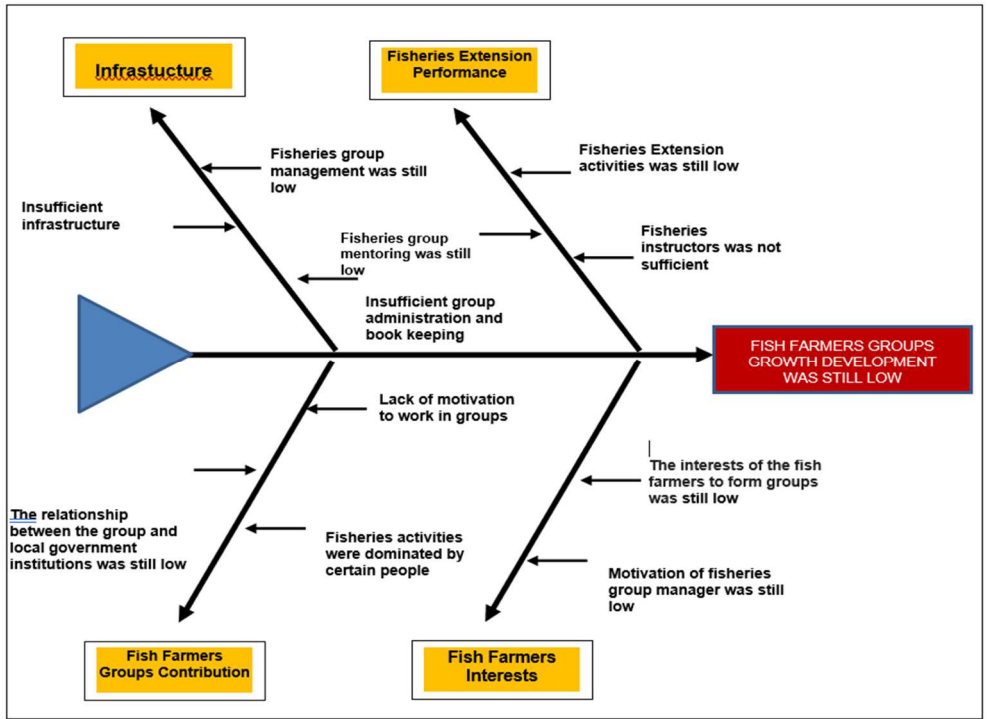 Infrastucture
Fisheries Extension
Performance
Fisheries group
management was still
low
Fisheries Extension
activities was still low
Insufficient
infrastructure
Fisheries group
mentoring was still
low
Fisheries
instructors was not
sufficient
Insufficient group
administration and
book keeping
FISH FARMERS GROUPS
GROWTH DEVELOPMENT
WAS STILL LOW
Lack of motivation
to work in groups
The interests of the fish
farmers to form groups
was still low
The relationship
between the group and
local government
institutions was still low
Fisheries activities
were dominated by
certain people
Motivation of fisheries
group manager was still
low
Fish Farmers
Groups Contribution
Fish Farmers
Interests